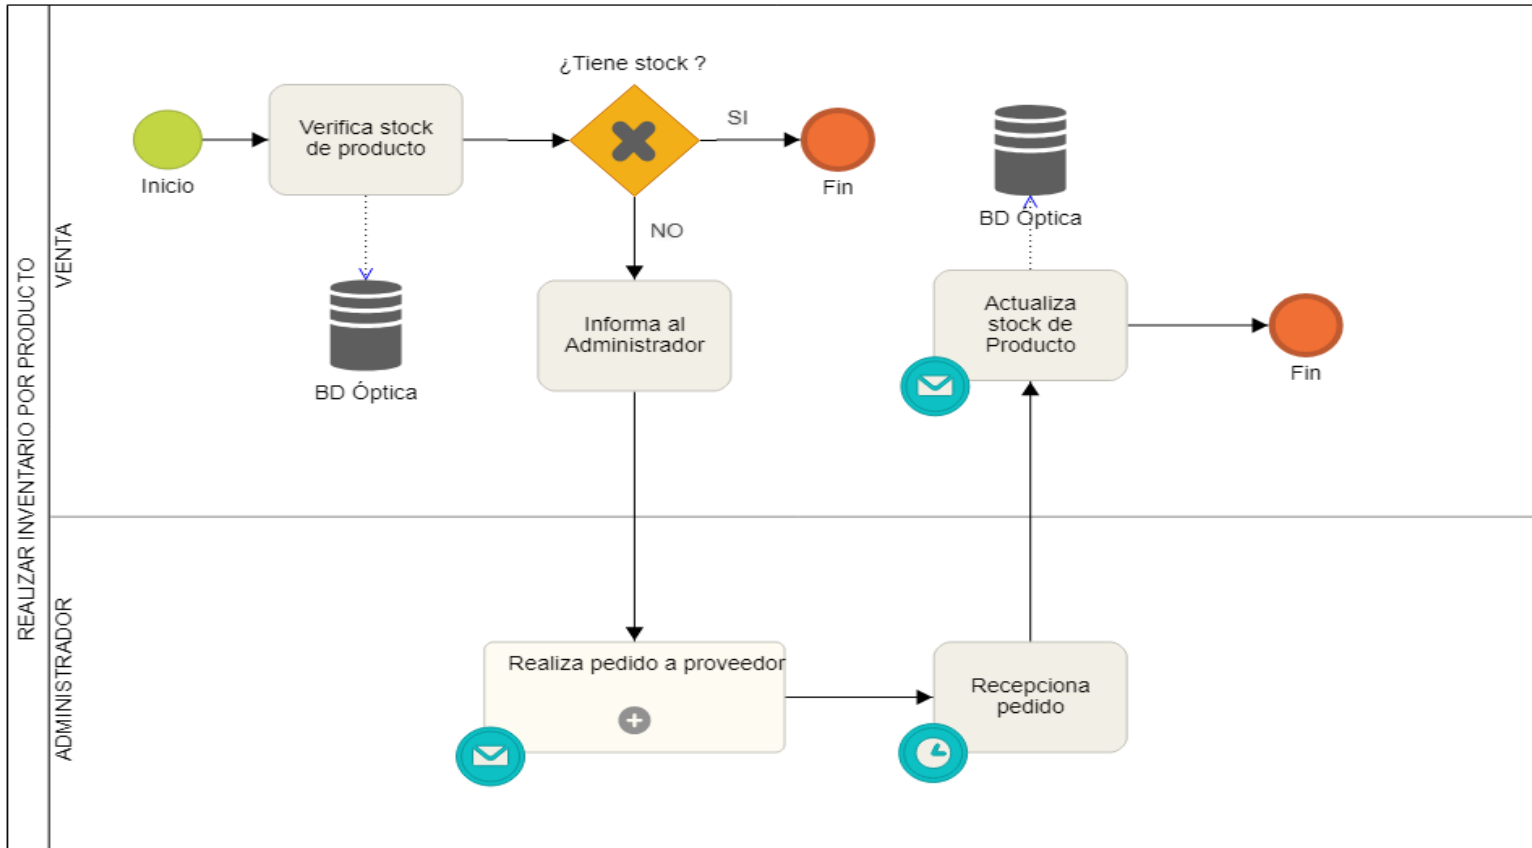 REALIZAR INVENTARIO POR PRODUCTO
VENTA
Inicio
Verifica stock
de producto
BD Óptica
¿Tiene stock ?
SI
Fin
NO
Informa al
Administrador
BD Óptica
Actualiza
stock de
Producto
Fin
ADMINISTRADOR
Realiza pedido a proveedor
Recepciona
pedido